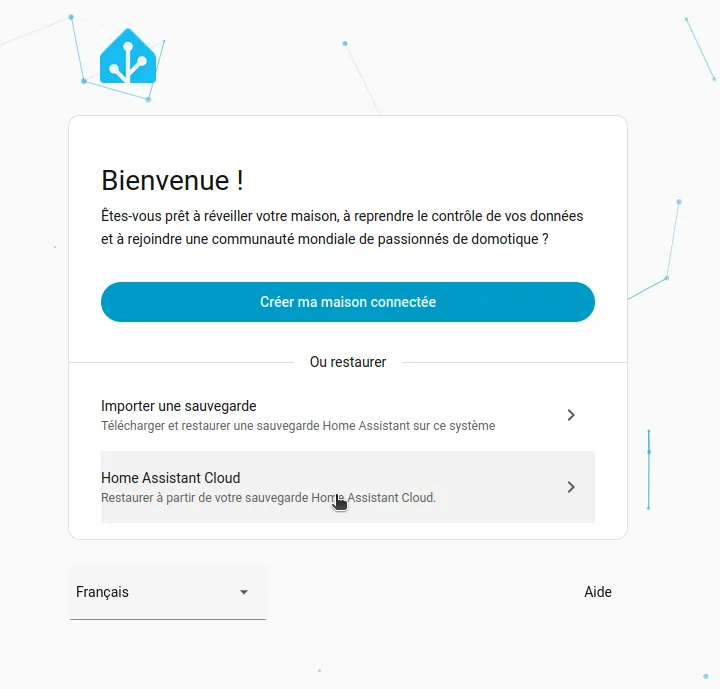 Bienvenue !
Êtes-vous prêt à réveiller votre maison, à reprendre le contrôle de vos données
et à rejoindre une communauté mondiale de passionnés de domotique ?
Créer ma maison connectée
Ou restaurer
Importer une sauvegarde
Télécharger et restaurer une sauvegarde Home Assistant sur ce système
Home Assistant Cloud
Restaurer à partir de votre sauvegarde Home Assistant Cloud.
Français
Aide